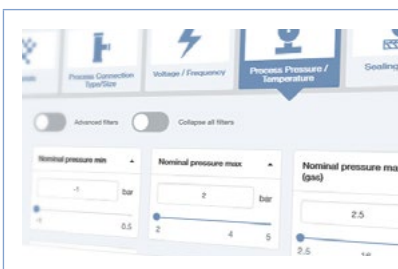 Process Connection
Type/Size
Voltage / Frequency
Process Pressure /
Temperature
Sealing
Advanced filters
Collapse all filters
Nominal pressure min
Nominal pressure max
Nominal pressure ma
(gas)
-1
bar
2
bar
2.5
-1
0.5
2
4
5
2.5
16